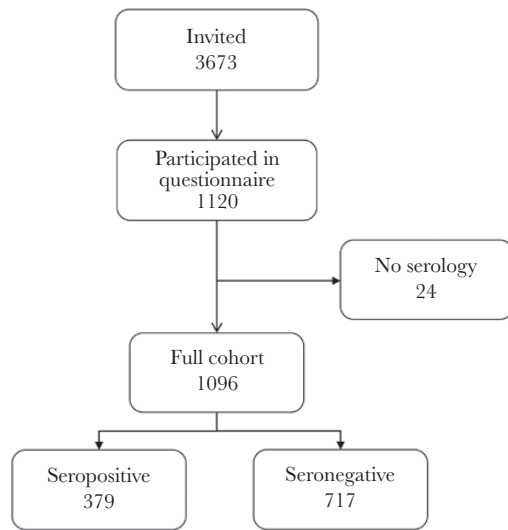 Invited
3673
Participated in
questionnaire
1120
No serology
24
Full cohort
1096
Seropositive
379
Seronegative
717